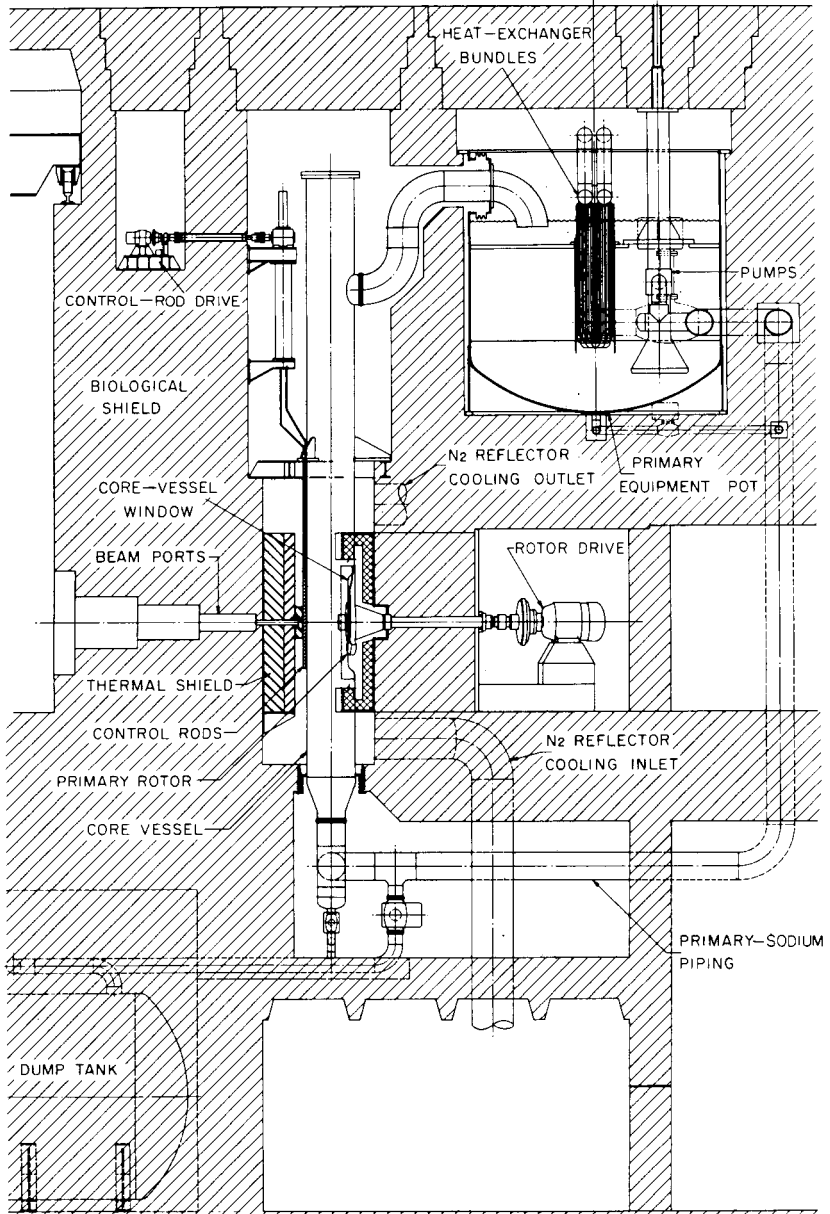 HEAT-EXCHANGER
BUNDLES
PUMPS
CONTROL-ROD DRIVE
BIOLOGICAL
SHIELD
N2 REFLECTOR
COOLING OUTLET
PRIMARY
EQUIPMENT POT
CORE-VESSEL
WINDOW
ROTOR DRIVE
BEAM PORTS
THERMAL SHIELD
CONTROL RODS
N2 REFLECTOR
COOLING INLET
PRIMARY ROTOR
CORE VESSEL
PRIMARY-SODIUM
PIPING
DUMP TANK